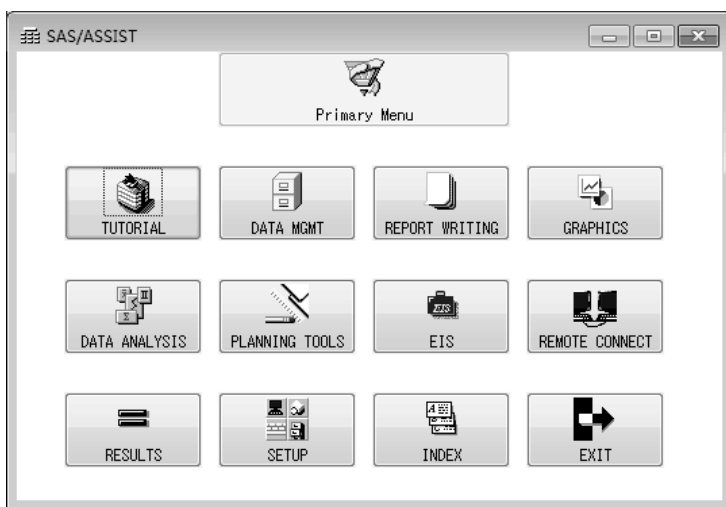 SAS/ASSIST
Primary Menu
TUTORIAL
DATA MGMT
REPORT WRITING
GRAPHICS
DATA ANALYSIS
PLANNING TOOLS
EIS
REMOTE CONNECT
RESULTS
SETUP
INDEX
EXIT